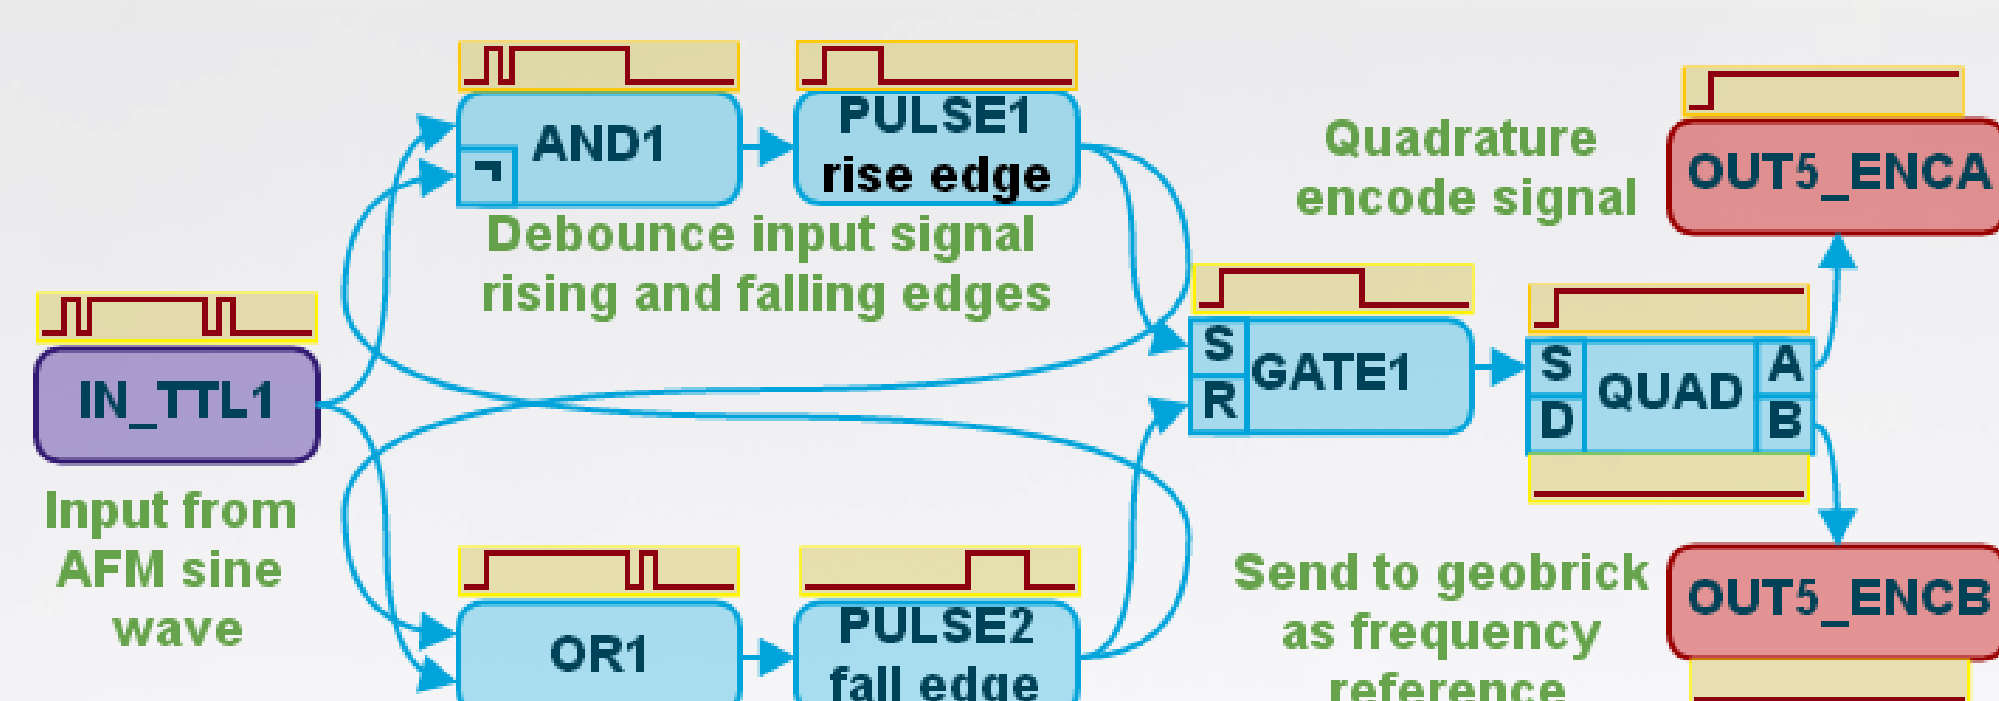 AND1
¬
PULSE1
rise edge
Debounce input signal
rising and falling edges
Quadrature
encode signal
OUT5_ENCA
IN_TTL1
Input from
AFM sine
wave
S
R
GATE1
S
D
QUAD
A
B
OR1
PULSE2
fall edge
Send to geobrick
as frequency
reference
OUT5_ENCB